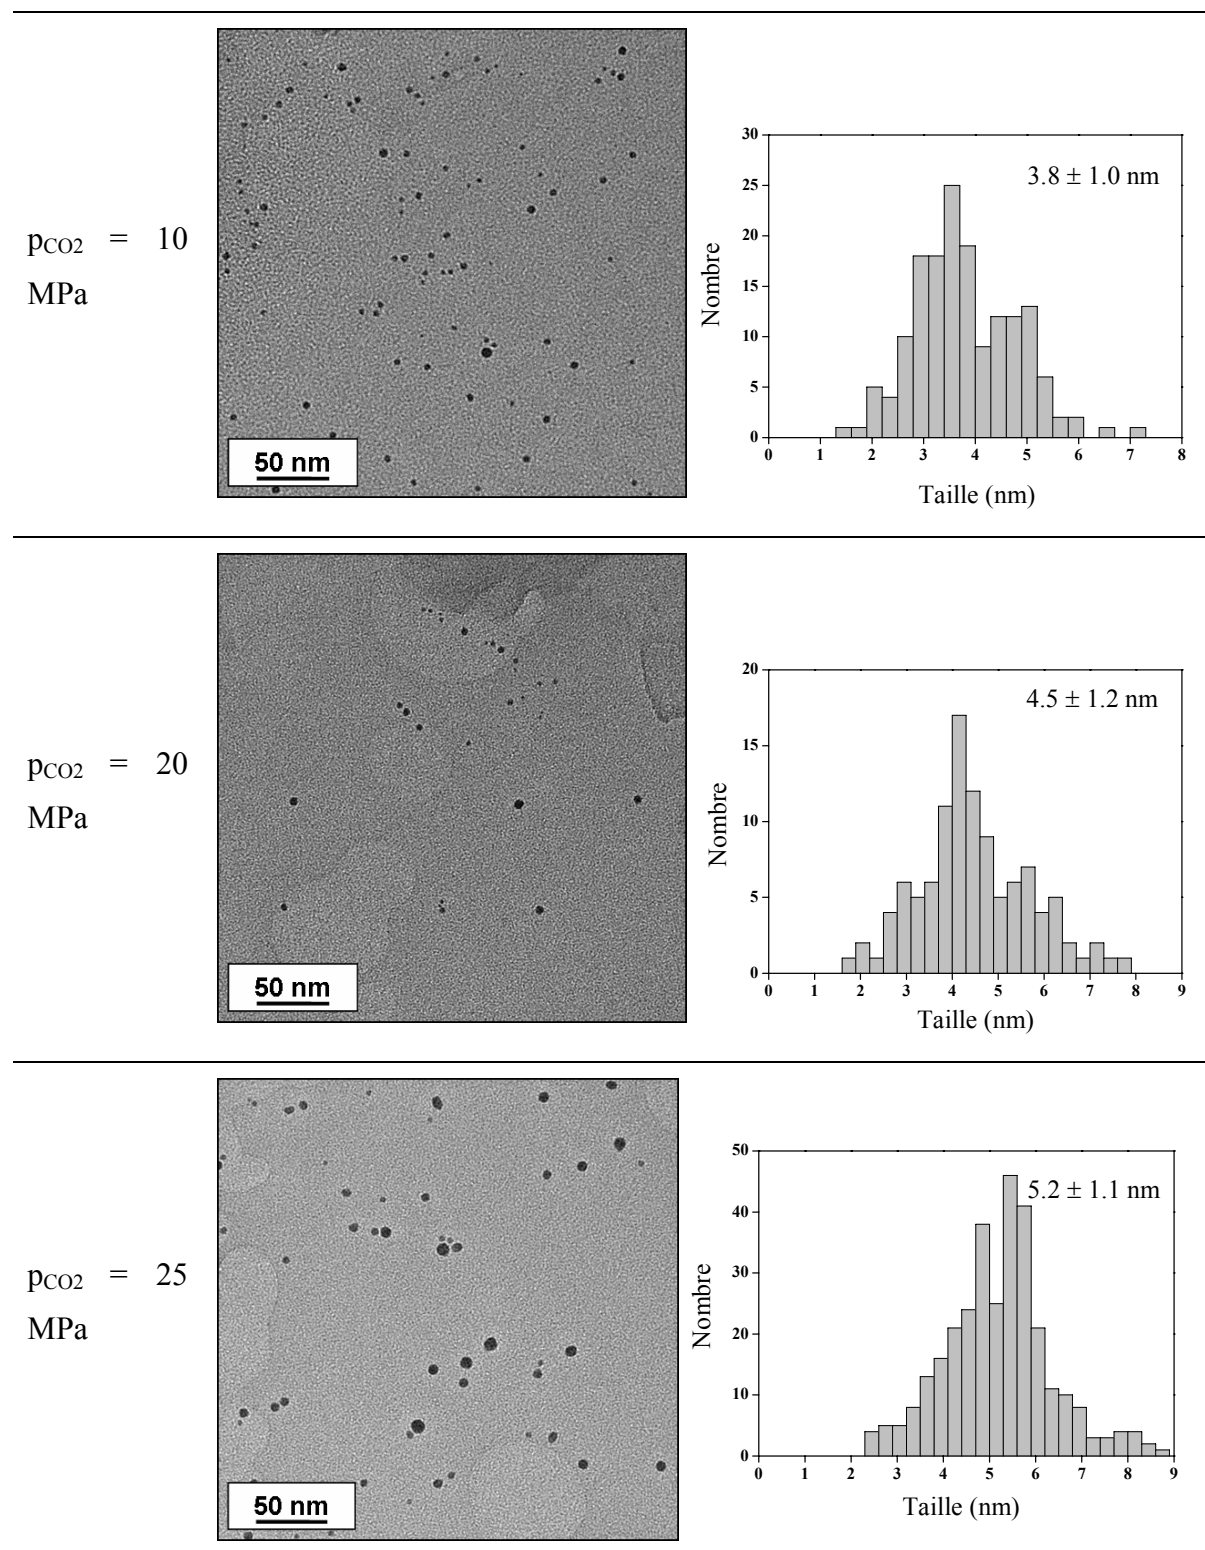 pCO2 = 10
MPa
50 nm
30
25
20
15
10
5
0
0 1 2 3 4 5 6 7 8
Nombre
Taille (nm)
3.8 ± 1.0 nm
pCO2 = 20
MPa
50 nm
20
15
10
5
0
0 1 2 3 4 5 6 7 8 9
Nombre
Taille (nm)
4.5 ± 1.2 nm
pCO2 = 25
MPa
50 nm
50
40
30
20
10
0
0 1 2 3 4 5 6 7 8 9
Nombre
Taille (nm)
5.2 ± 1.1 nm